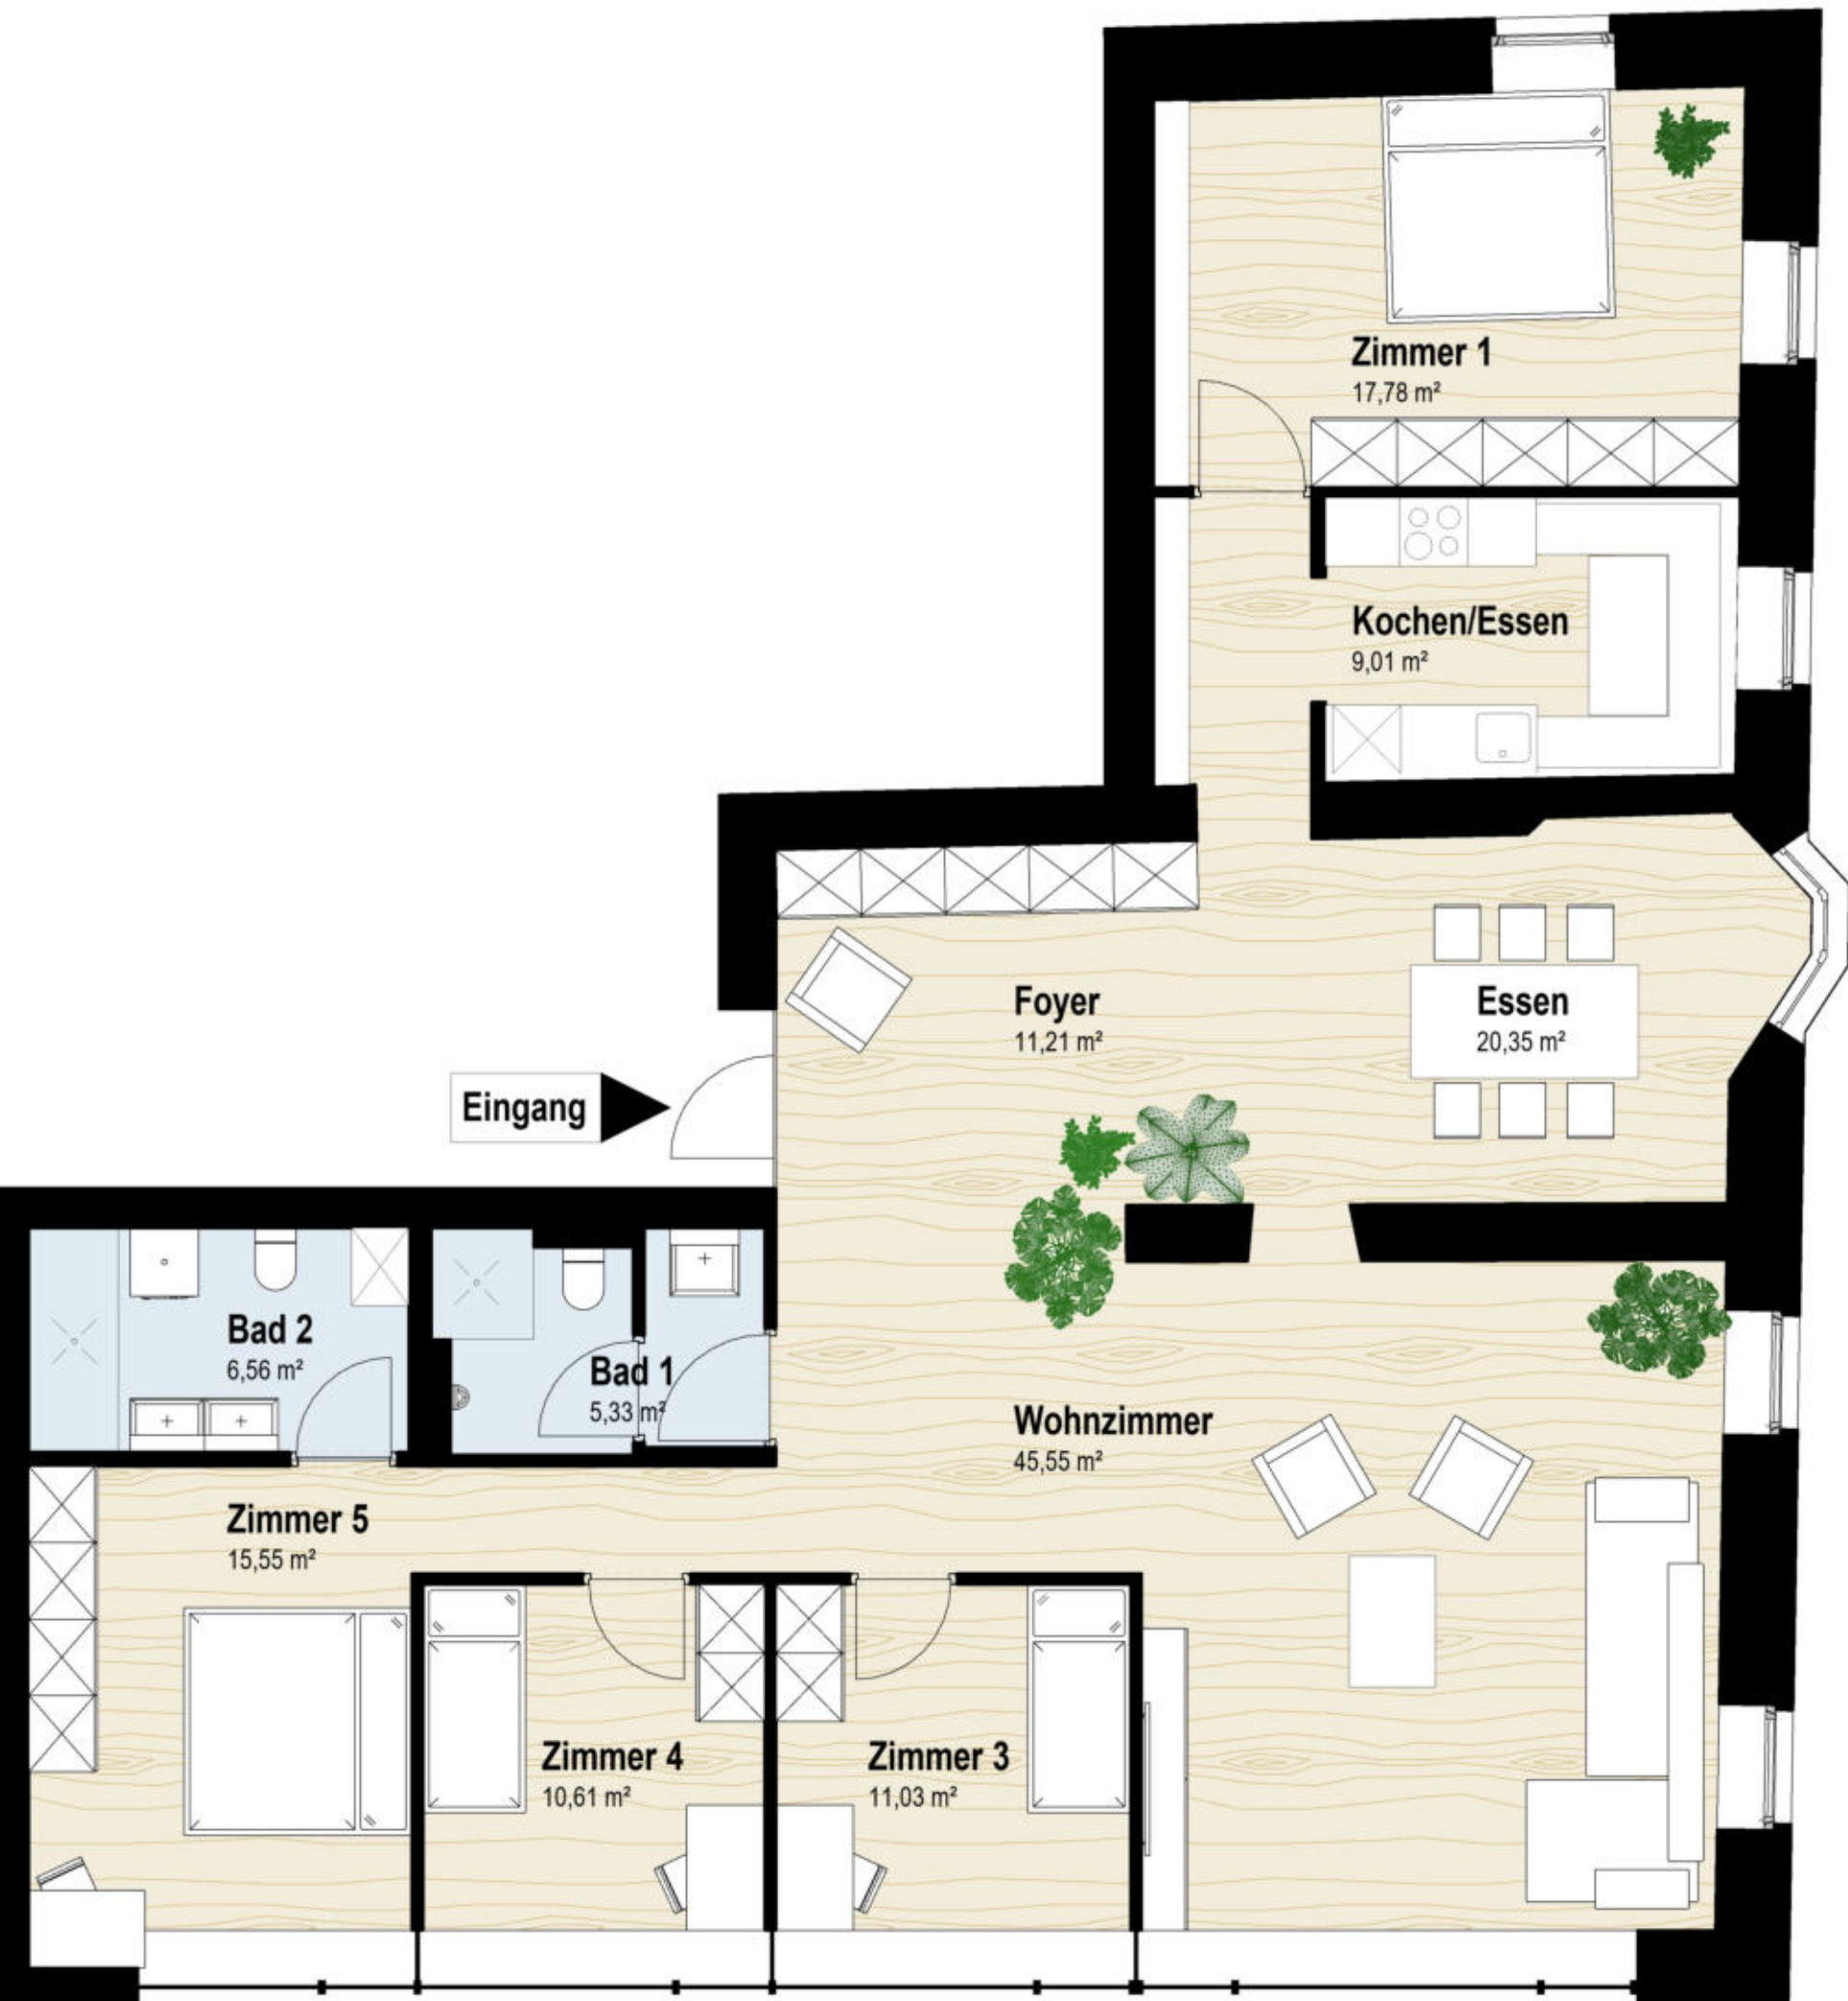 Zimmer 1
17,78 m²
Kochen/Essen
9,01 m²
Foyer
11,21 m²
Essen
20,35 m²
Eingang
Bad 2
6,56 m²
Bad 1
5,33 m²
Wohnzimmer
45,55 m²
Zimmer 5
15,55 m²
Zimmer 4
10,61 m²
Zimmer 3
11,03 m²